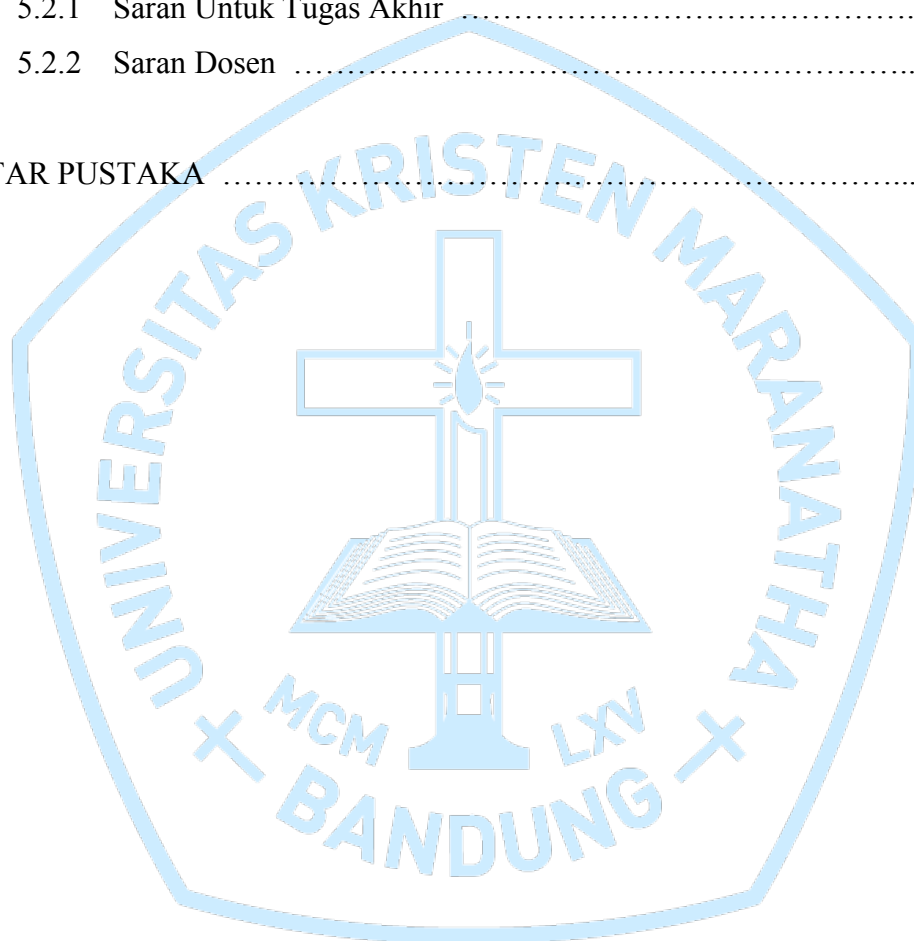 5.2.1 Saran Untuk Tugas Akhir ……………………………………….
5.2.2 Saran Dosen …………………………………………………..
TAR PUSTAKA …………………………………………………………...
UNIVERSITAS KRISTEN MARANATHA
MCM LXV
+ BANDUNG +